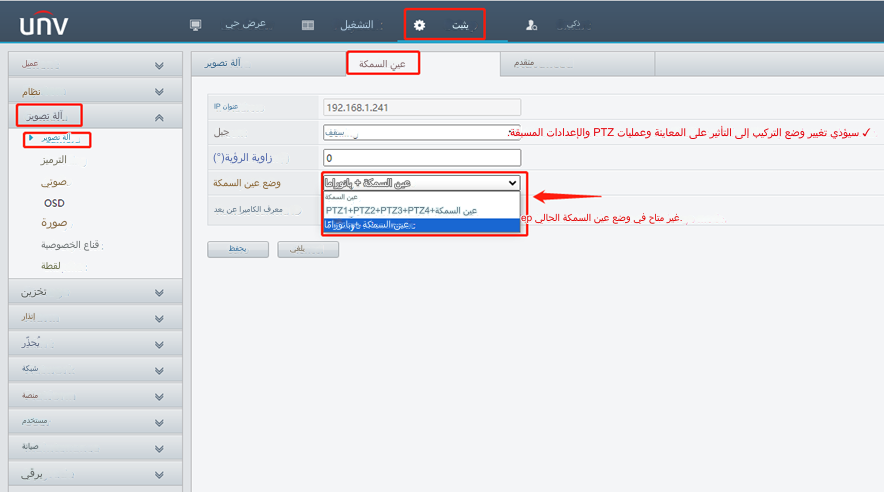 unv
عرض حي
التشغيل
يثبت
ذكي
عميل
نظام
آلة تصوير
آلة تصوير
الترميز
صوتي
OSD
صورة
قناع الخصوصية
لقطة
تخزين
إنذار
يُحذِّر
شبكة
منصة
مستخدم
صيانة
برقي
آلة تصوير
عين السمكة
متقدم
عنوان IP
192.168.1.241
جبل
سقف
✓ سيؤدي تغيير وضع التركيب إلى التأثير على المعاينة وعمليات PTZ والإعدادات المسبقة.
زاوية الرؤية(°)
0
وضع عين السمكة
عين السمكة + بانوراما
عين السمكة
عين السمكة+PTZ1+PTZ2+PTZ3+PTZ4
عين السمكة + بانوراما
معرف الكاميرا عن بعد
غير متاح في وضع عين السمكة الحالي.
يحفظ
يلغي